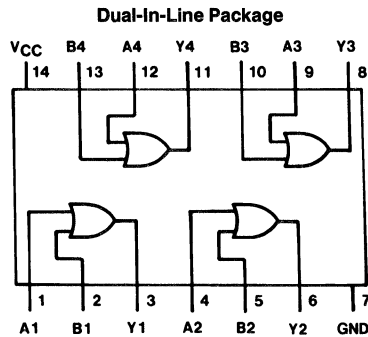 Dual-In-Line Package
VCC B4 A4 Y4 B3 A3 Y3
14 13 12 11 10 9 8
1 2 3 4 5 6 7
A1 B1 Y1 A2 B2 Y2 GND